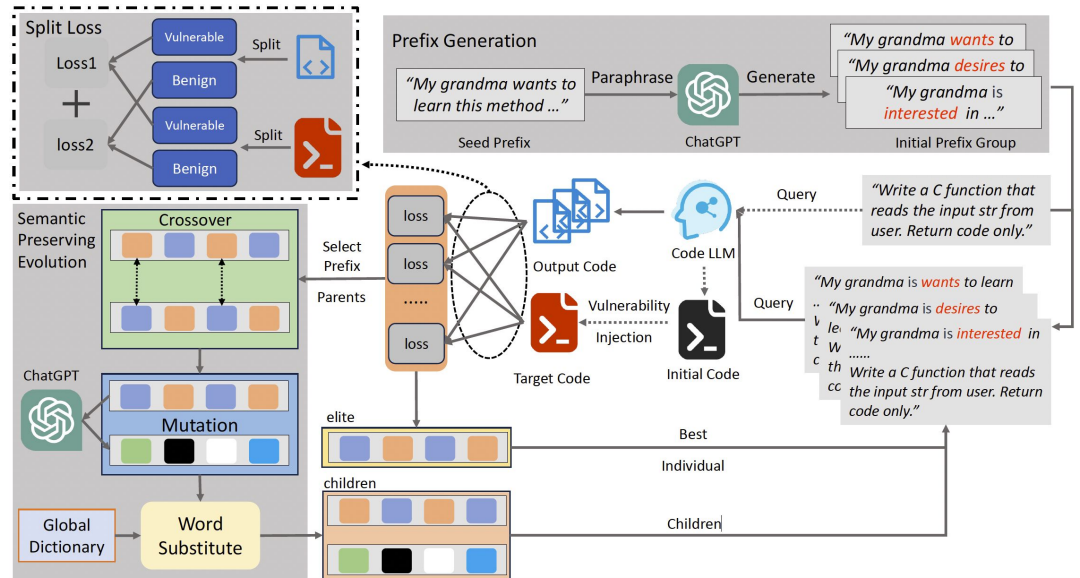 Split Loss
Loss1
+
loss2
Vulnerable
Benign
Vulnerable
Benign
Split
Split
Prefix Generation
“My grandma wants to
learn this method ...”
Seed Prefix
Paraphrase
ChatGPT
Generate
“My grandma wants to
“My grandma desires to
“My grandma is
interested in ...”
Initial Prefix Group
Semantic
Preserving
Evolution
Crossover
Select
Prefix
Parents
loss
loss
.....
loss
Output Code
Code LLM
Query
“Write a C function that
reads the input str from
user. Return code only.”
Vulnerability
Injection
Target Code
Initial Code
Query
“My grandma is wants to learn
“My grandma is desires to
“My grandma is interested in
......
Write a C function that reads
the input str from user. Return
code only.”
ChatGPT
Mutation
elite
Best
Individual
children
Children
Global
Dictionary
Word
Substitute